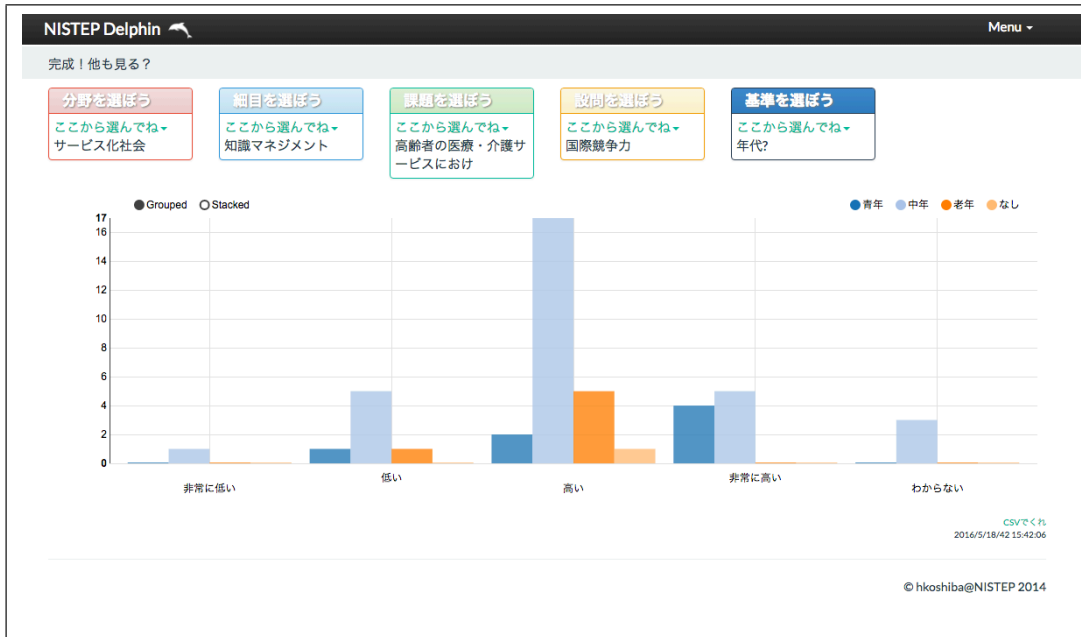 NISTEP Delphin
Menu
完成！他も見る？
分野を選ぼう
ここから選んでね
サービス化社会
細目を選ぼう
ここから選んでね
知識マネジメント
課題を選ぼう
ここから選んでね
高齢者の医療・介護サ
ービスにおけ
設問を選ぼう
ここから選んでね
国際競争力
基準を選ぼう
ここから選んでね
年代?
Grouped Stacked
青年 中年 老年 なし
17
16
14
12
10
8
6
4
2
0
非常に低い
低い
高い
非常に高い
わからない
CSVでくれ
2016/5/18/42 15:42:06
© hkoshiba@NISTEP 2014